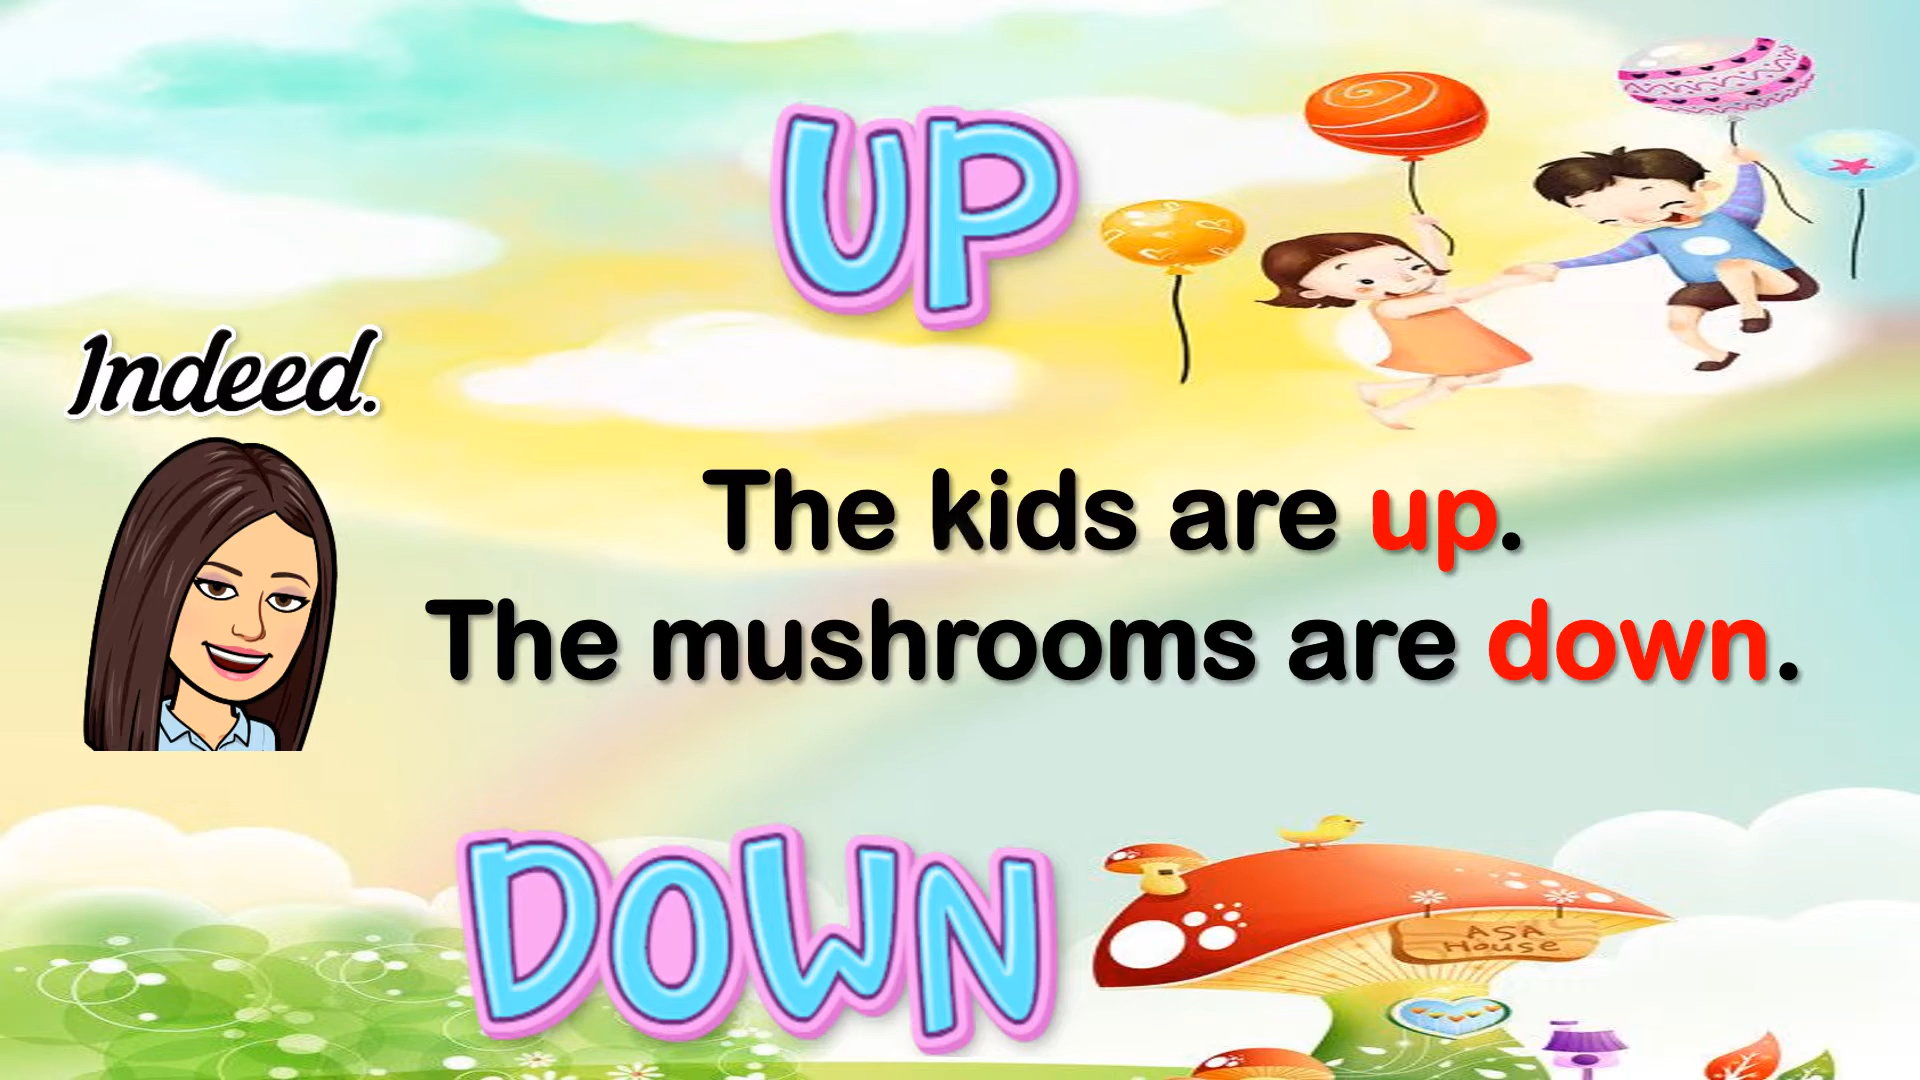 UP
Indeed.
The kids are up.
The mushrooms are down.
DOWN
ASA
House